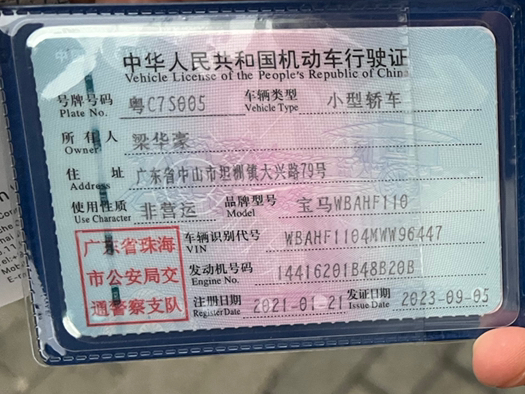 中华人民共和国机动车行驶证
Vehicle License of the People's Republic of China
号牌号码 粤C7S005 车辆类型 小型轿车
Plate No. Vehicle Type
所有人 梁华豪
Owner
住址 广东省中山市坦洲镇大兴路79号
Address
使用性质 非营运 品牌型号 宝马WBAHF110
Use Character Model
广东省珠海
市公安局交
通警察支队
车辆识别代号 WBAHF1104MWW96447
VIN
发动机号码 14416201B48B20B
Engine No.
注册日期 2021-01-21 发证日期 2023-09-05
Register Date Issue Date